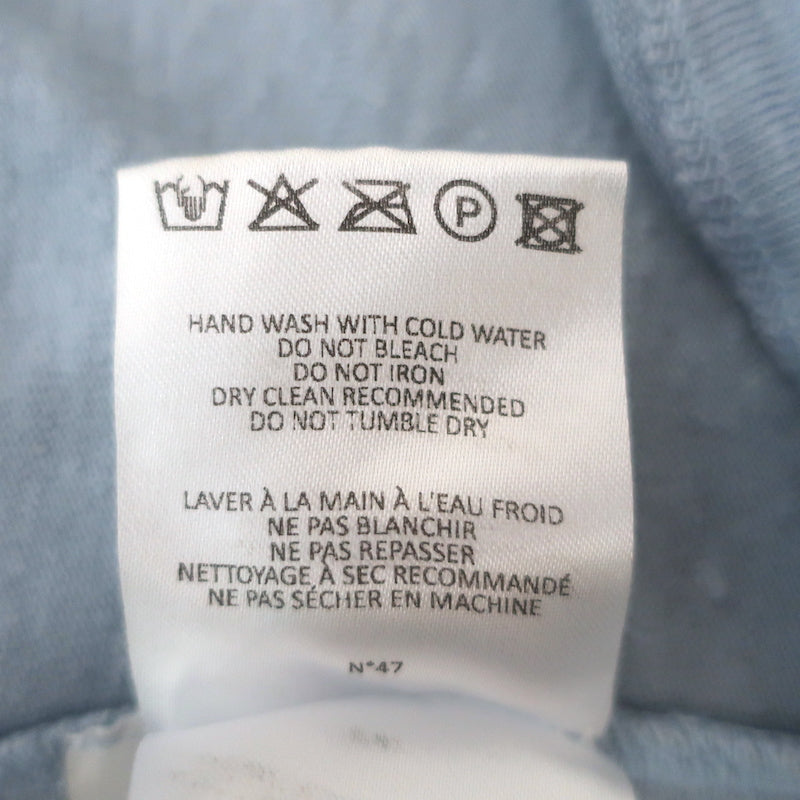 P
HAND WASH WITH COLD WATER
DO NOT BLEACH
DO NOT IRON
DRY CLEAN RECOMMENDED
DO NOT TUMBLE DRY
LAVER À LA MAIN À L'EAU FROID
NE PAS BLANCHIR
NE PAS REPASSER
NETTOYAGE À SEC RECOMMANDÉ
NE PAS SÉCHER EN MACHINE
N°47